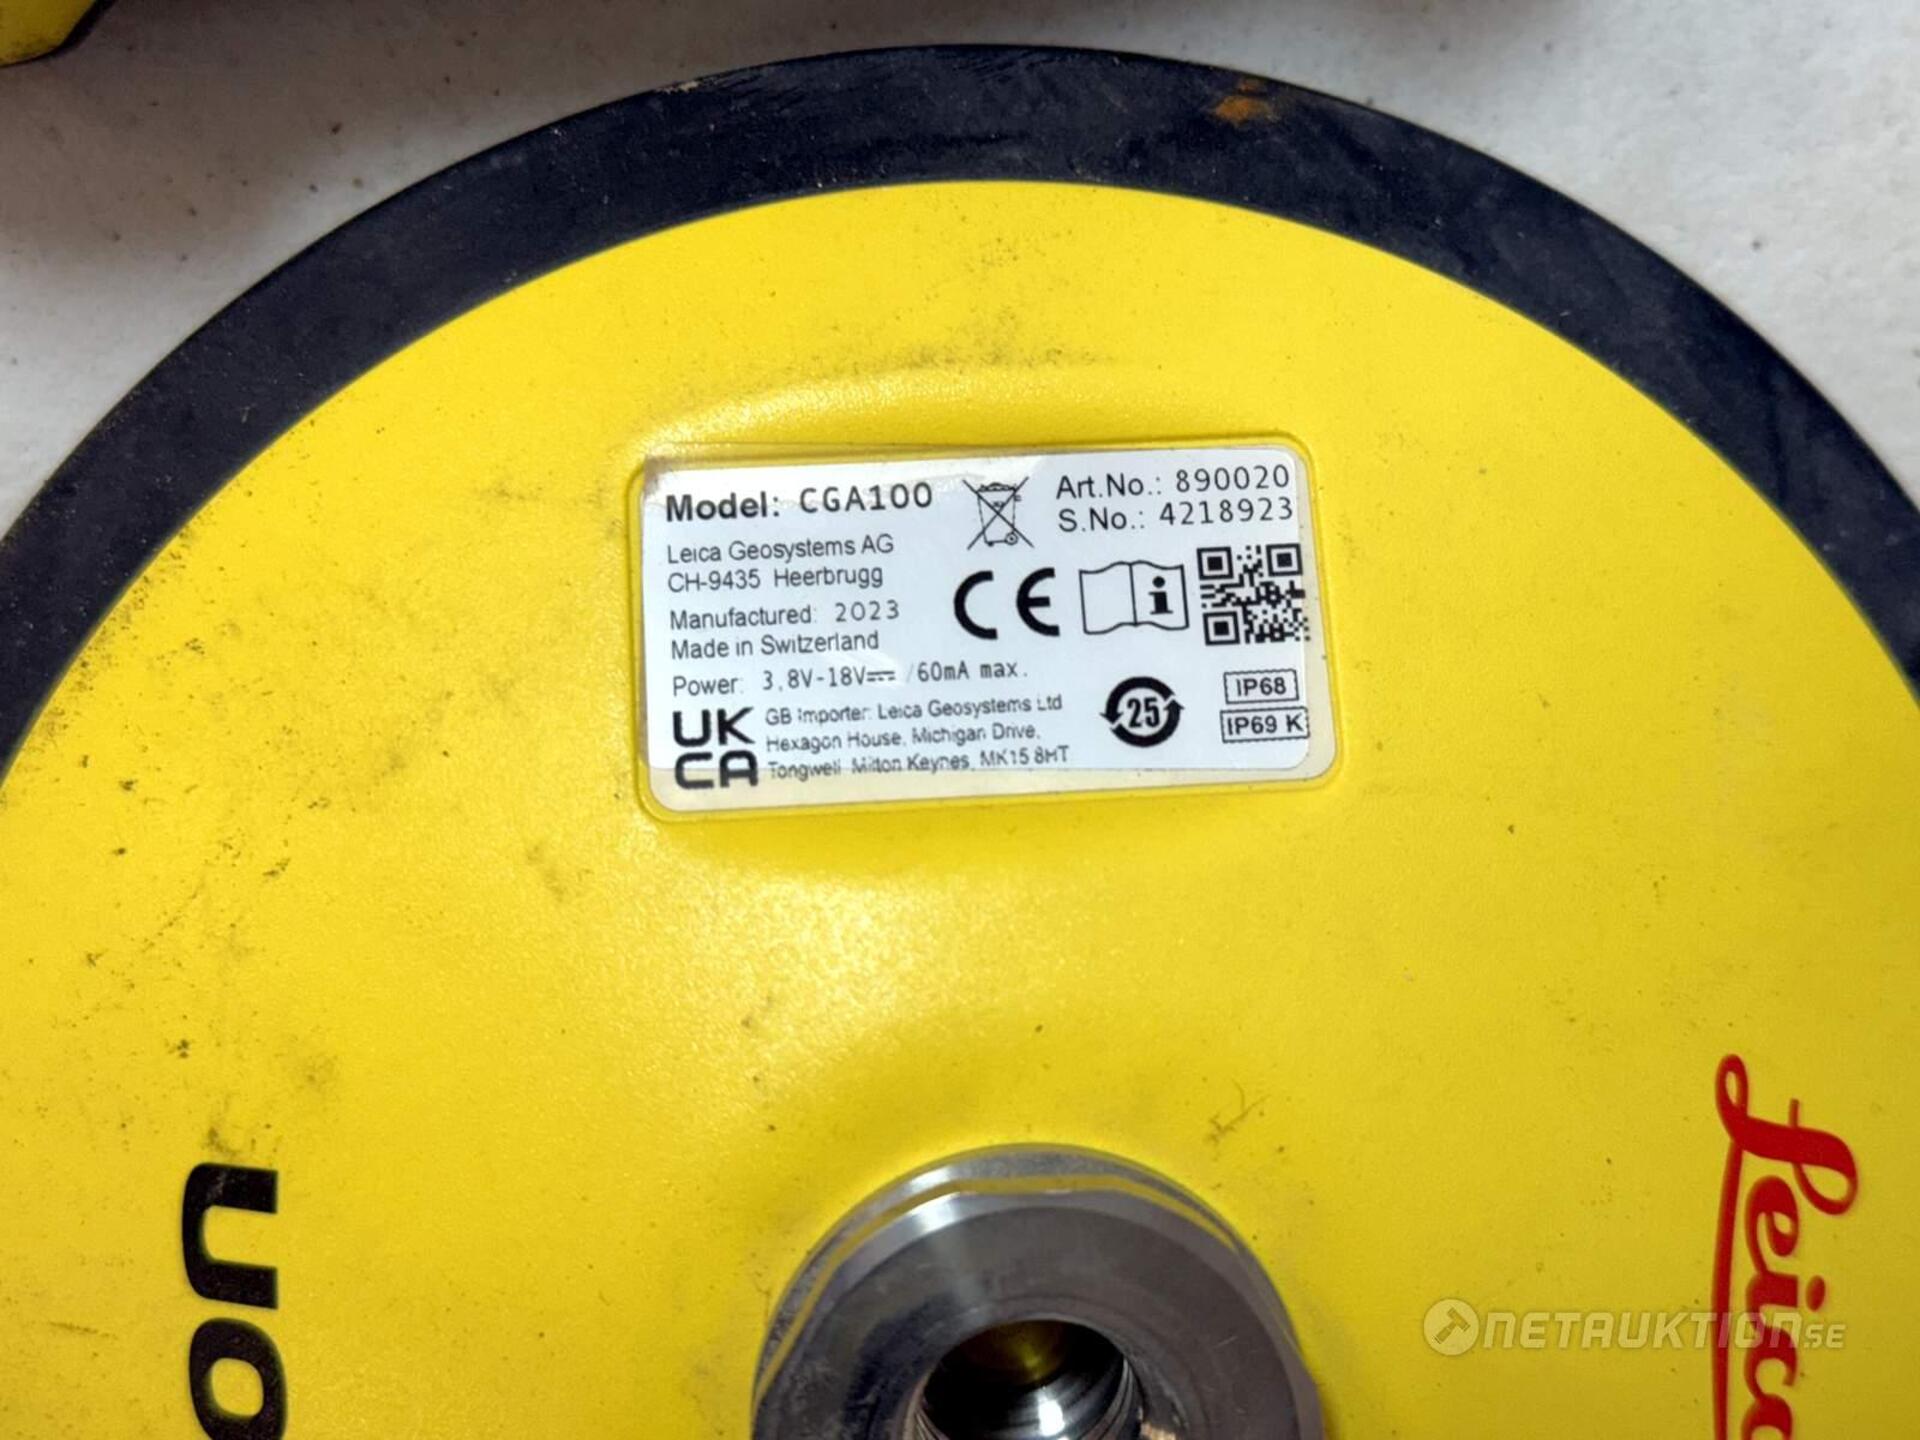 Model: CGA100
Art.No.: 890020
S.No.: 4218923
Leica Geosystems AG
CH-9435 Heerbrugg
Manufactured: 2023
Made in Switzerland
Power: 3,8V-18V⎓ /60mA max.
CE
25
IP68
IP69 K
UK
CA
GB Importer: Leica Geosystems Ltd
Hexagon House, Michigan Drive,
Tongwell Milton Keynes, MK15 8HT
Leica
NETAUKTION.SE